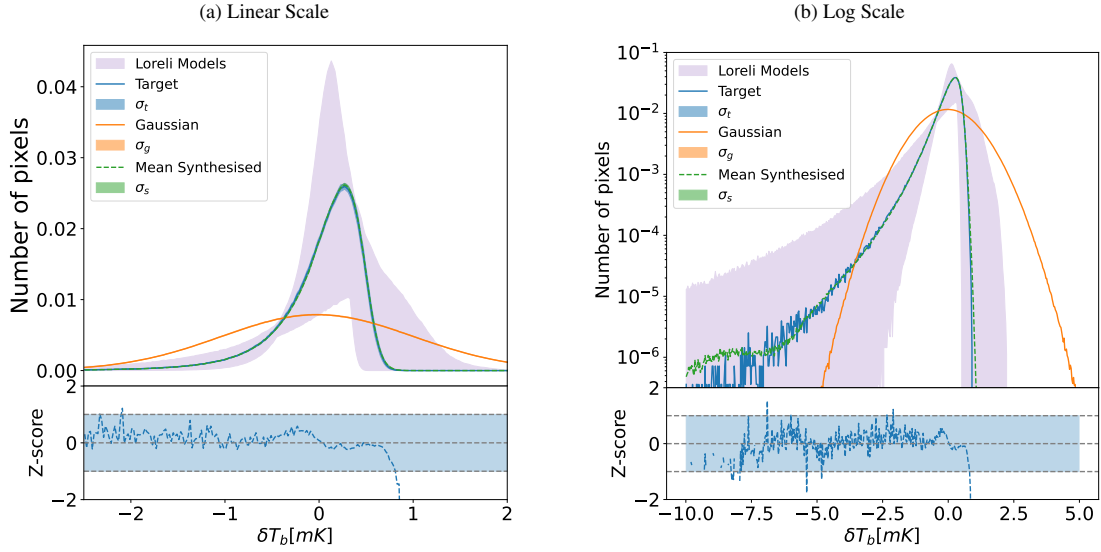 (a) Linear Scale
Number of pixels
0.04
0.03
0.02
0.01
0.00
Loreli Models
Target
σt
Gaussian
σg
Mean Synthesised
σs
Z-score
2
0
−2
−2
−1
0
1
2
δTb[mK]
(b) Log Scale
Number of pixels
10−1
10−2
10−3
10−4
10−5
10−6
Loreli Models
Target
σt
Gaussian
σg
Mean Synthesised
σs
Z-score
2
0
−2
−10.0
−7.5
−5.0
−2.5
0.0
2.5
5.0
δTb[mK]